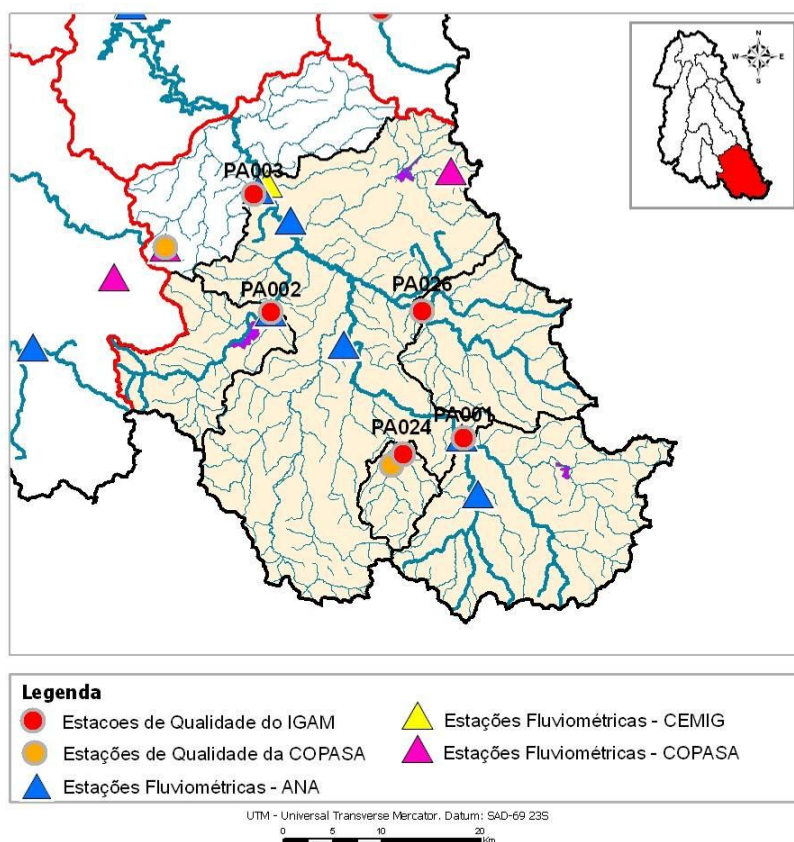 N
W E
S
PA003
PA002
PA026
PA001
PA024
Legenda
Estacoes de Qualidade do IGAM
Estações Fluviométricas - CEMIG
Estações de Qualidade da COPASA
Estações Fluviométricas - COPASA
Estações Fluviométricas - ANA
UTM - Universal Transverse Mercator. Datum: SAD-69 23S
0 5 10 20
Km